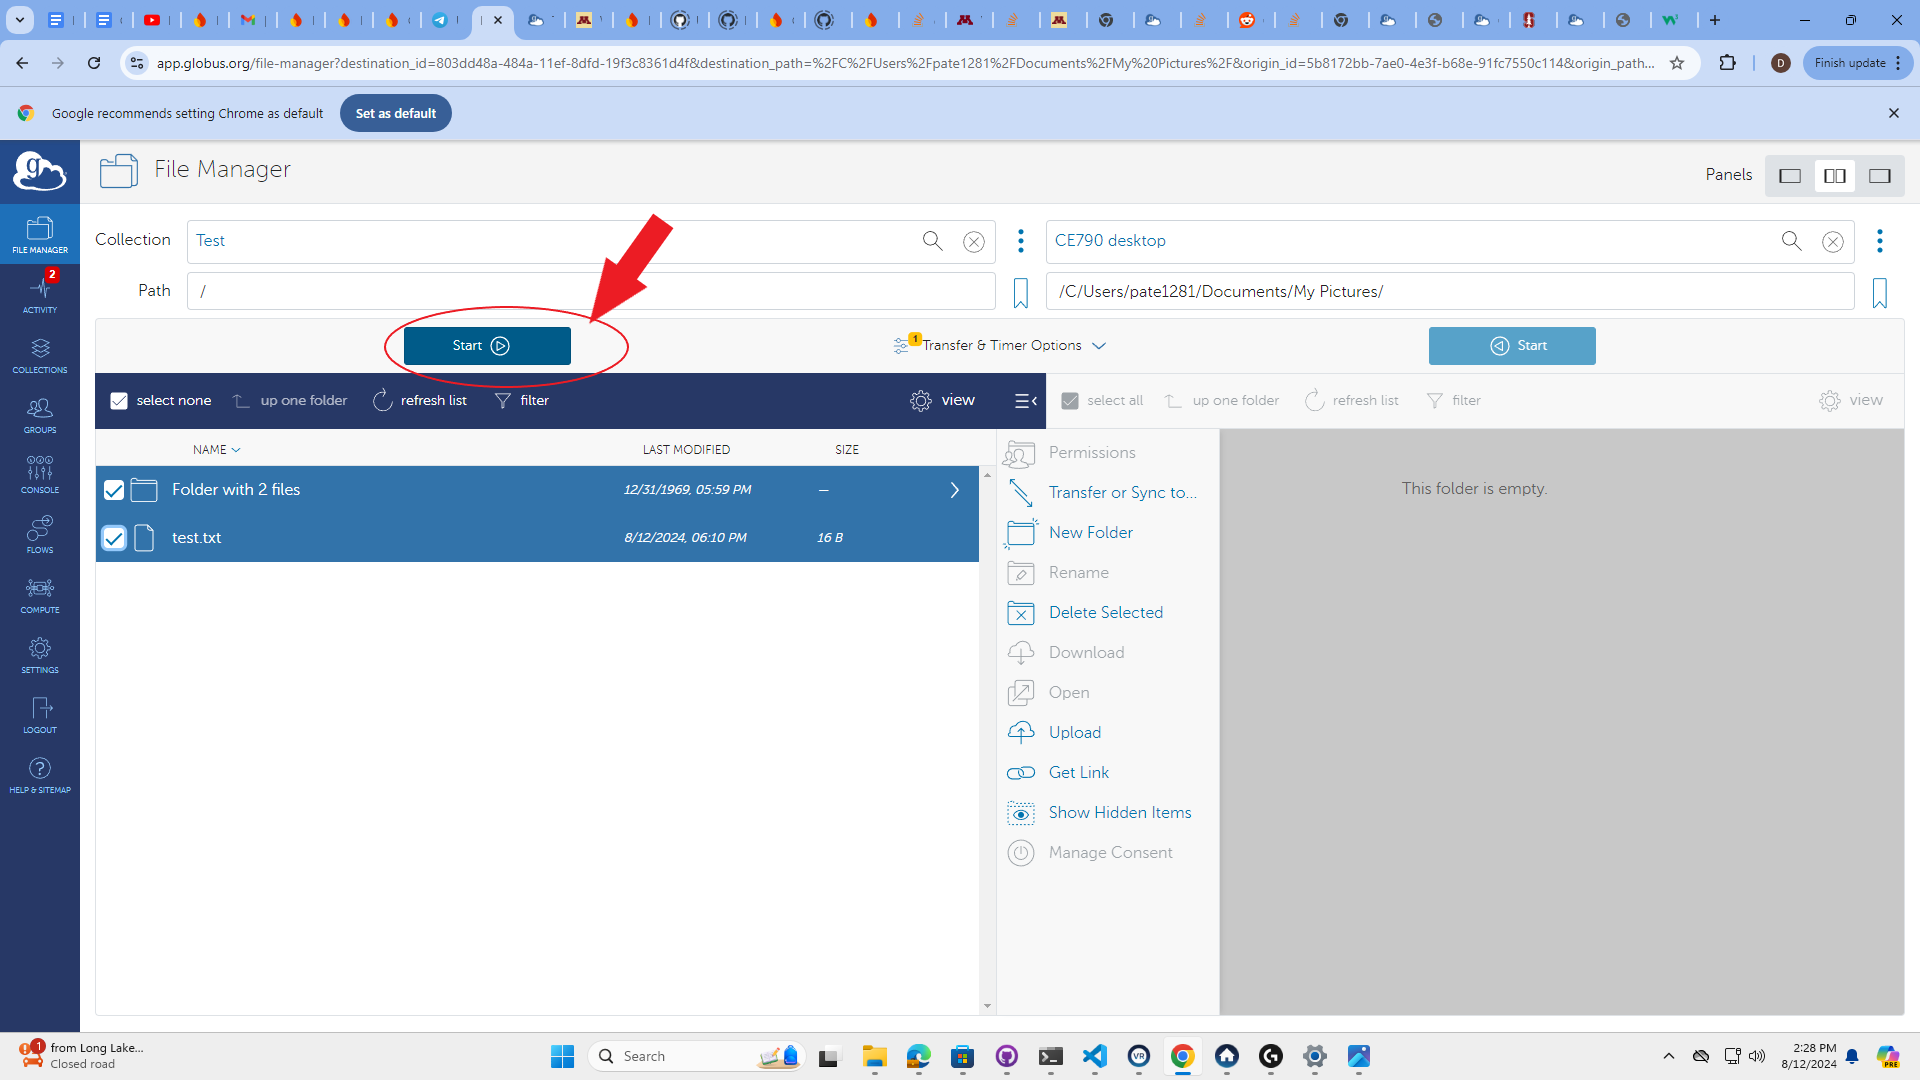 app.globus.org/file-manager?destination_id=803dd48a-484a-11ef-8dfd-19f3c8361d4f&destination_path=%2FC%2FUsers%2Fpate1281%2FDocuments%2FMy%20Pictures%2F&origin_id=5b8172bb-7ae0-4e3f-b68e-91fc7550c114&origin_path...
D
Finish update
Google recommends setting Chrome as default
Set as default
g
File Manager
Panels
FILE MANAGER
2
ACTIVITY
COLLECTIONS
GROUPS
CONSOLE
FLOWS
COMPUTE
SETTINGS
LOGOUT
HELP & SITEMAP
Collection
Test
CE790 desktop
Path
/
/C/Users/pate1281/Documents/My Pictures/
Start
1
Transfer & Timer Options
Start
select none
up one folder
refresh list
filter
view
select all
up one folder
refresh list
filter
view
NAME
LAST MODIFIED
SIZE
Folder with 2 files
12/31/1969, 05:59 PM
—
test.txt
8/12/2024, 06:10 PM
16 B
Permissions
Transfer or Sync to...
New Folder
Rename
Delete Selected
Download
Open
Upload
Get Link
Show Hidden Items
Manage Consent
This folder is empty.
1
from Long Lake...
Closed road
Search
VR
2:28 PM
8/12/2024
PRE